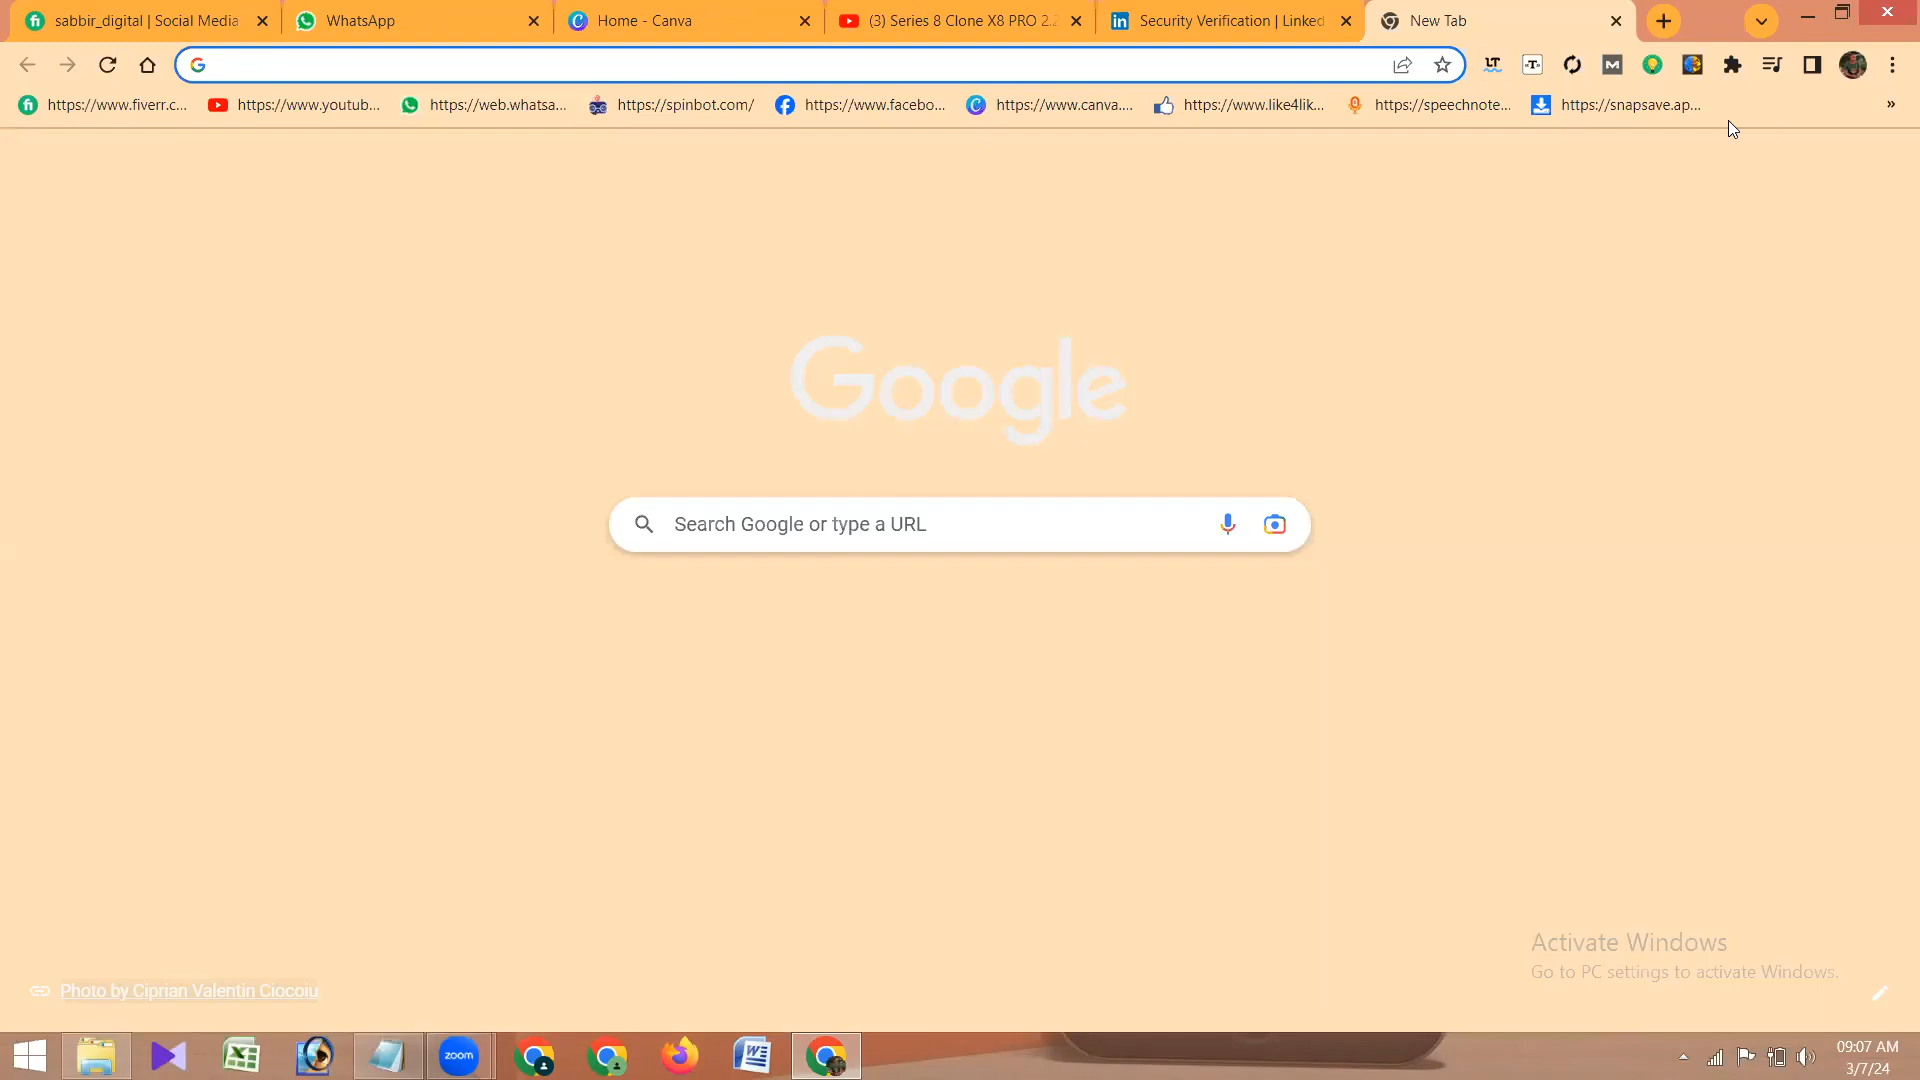 sabbir_digital | Social Media
WhatsApp
Home - Canva
(3) Series 8 Clone X8 PRO 2.2
Security Verification | Linked
New Tab
https://www.fiverr.c...
https://www.youtub...
https://web.whatsa...
https://spinbot.com/
https://www.facebo...
https://www.canva....
https://www.like4lik...
https://speechnote...
https://snapsave.ap...
»
Google
Search Google or type a URL
Activate Windows
Go to PC settings to activate Windows.
Photo by Ciprian Valentin Ciocoiu
zoom
09:07 AM
3/7/24